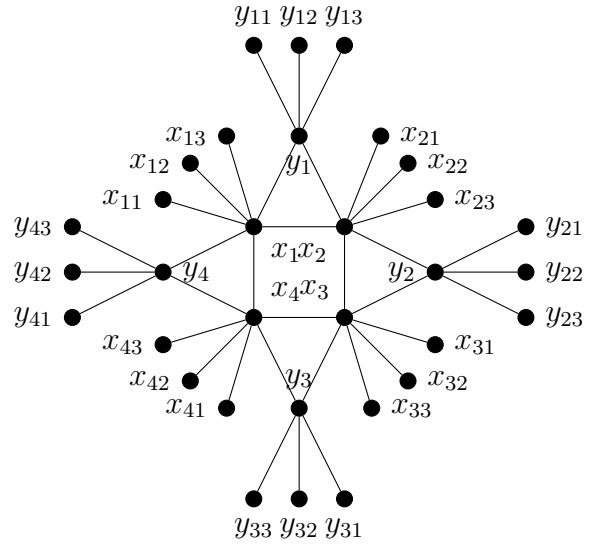 y₁₁ y₁₂ y₁₃
x₁₃ x₂₁
x₁₂ y₁ x₂₂
x₁₁ x₂₃
y₄₃ y₂₁
x₁x₂
y₄₂ y₄ y₂ y₂₂
x₄x₃
y₄₁ y₂₃
x₄₃ x₃₁
x₄₂ y₃ x₃₂
x₄₁ x₃₃
y₃₃ y₃₂ y₃₁